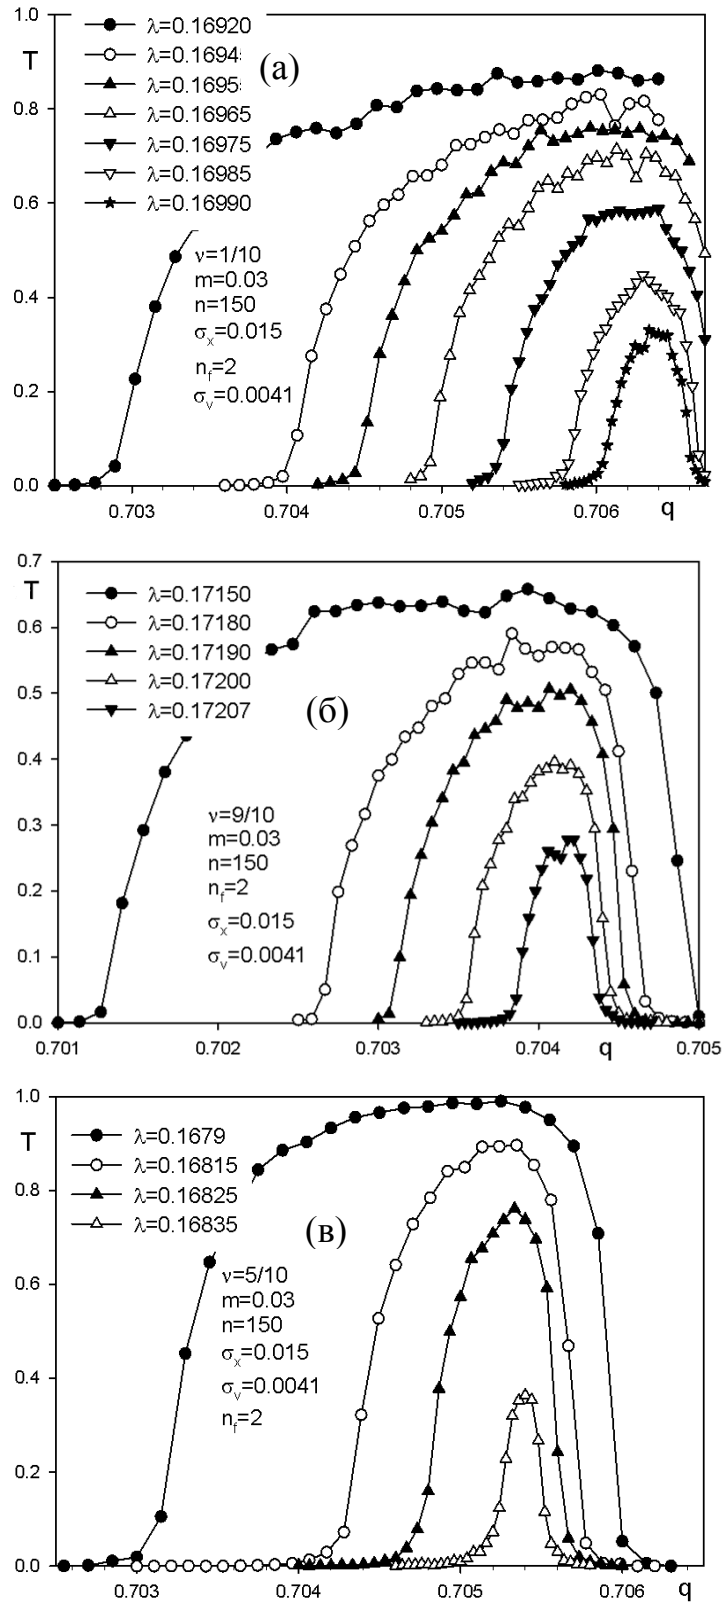 1.0
T
0.8
0.6
0.4
0.2
0.0
λ=0.16920
λ=0.1694
λ=0.1695
λ=0.16965
λ=0.16975
λ=0.16985
λ=0.16990
(а)
ν=1/10
m=0.03
n=150
σx=0.015
nf=2
σv=0.0041
0.703
0.704
0.705
0.706
q
0.7
T
0.6
0.5
0.4
0.3
0.2
0.1
0.0
λ=0.17150
λ=0.17180
λ=0.17190
λ=0.17200
λ=0.17207
(б)
ν=9/10
m=0.03
n=150
nf=2
σx=0.015
σv=0.0041
0.701
0.702
0.703
0.704
q
0.705
1.0
T
0.8
0.6
0.4
0.2
0.0
λ=0.1679
λ=0.16815
λ=0.16825
λ=0.16835
(в)
ν=5/10
m=0.03
n=150
σx=0.015
σv=0.0041
nf=2
0.703
0.704
0.705
0.706
q